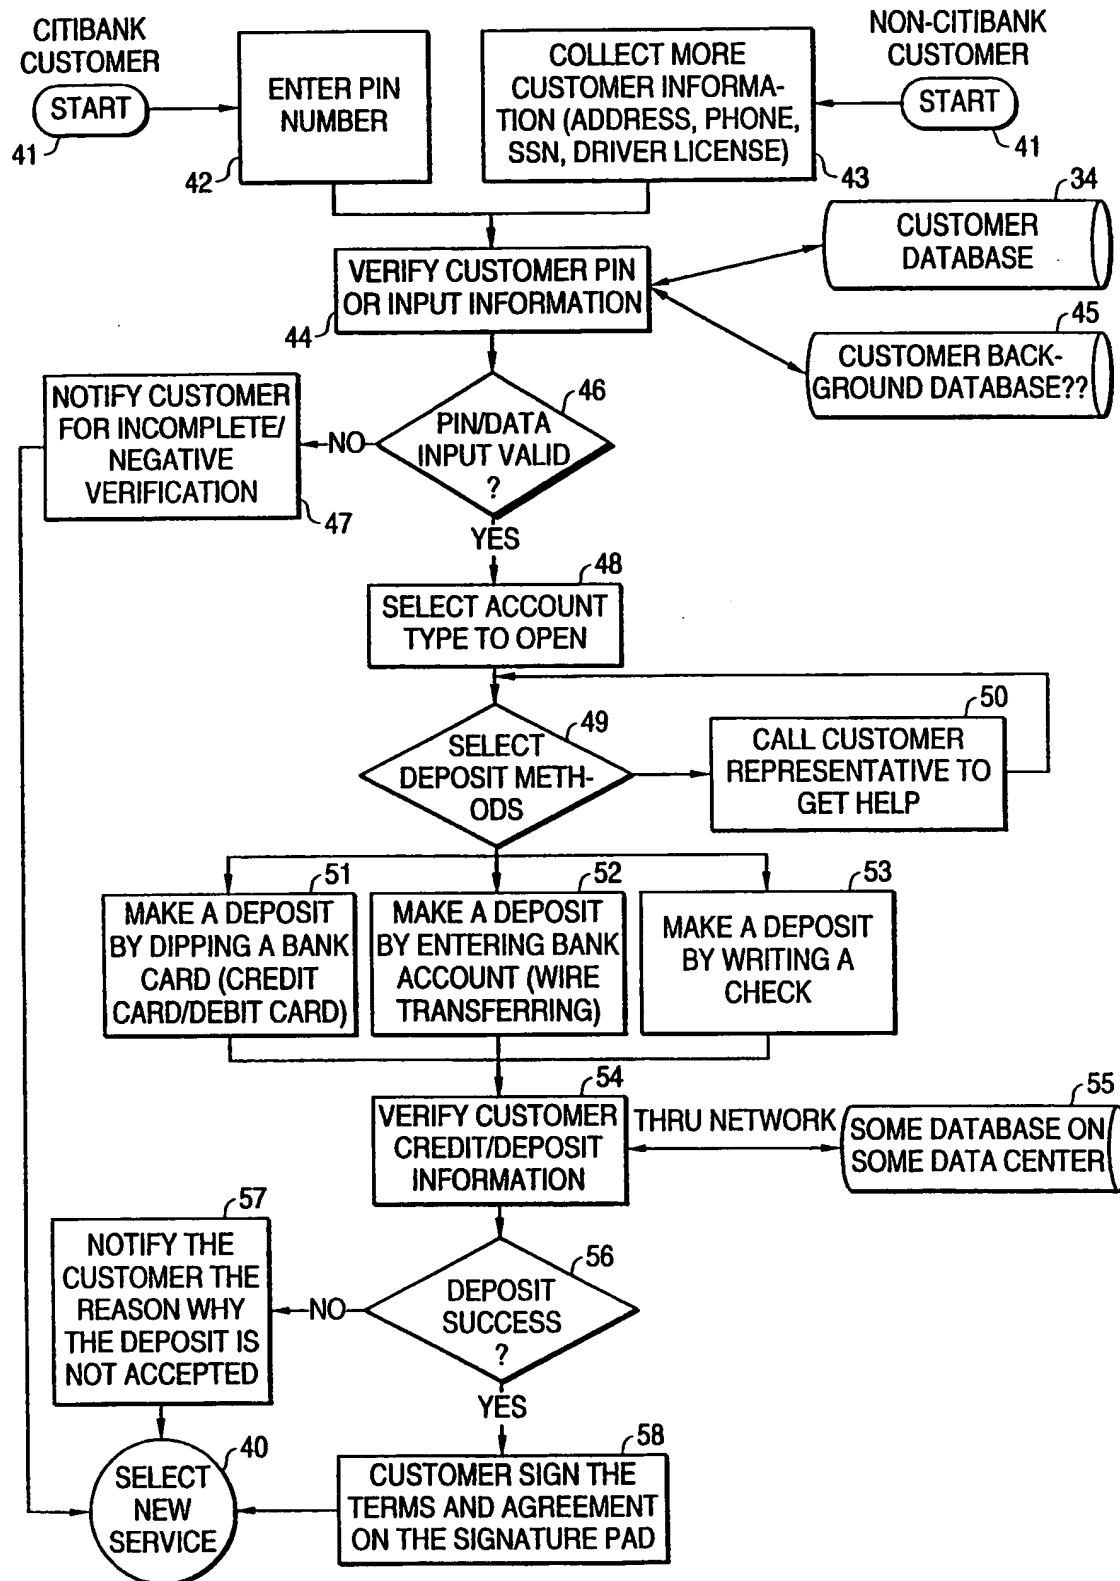 CITIBANK
CUSTOMER
START
41
ENTER PIN
NUMBER
42
COLLECT MORE
CUSTOMER INFORMA-
TION (ADDRESS, PHONE,
SSN, DRIVER LICENSE)
43
NON-CITIBANK
CUSTOMER
START
41
VERIFY CUSTOMER PIN
OR INPUT INFORMATION
44
34
CUSTOMER
DATABASE
45
CUSTOMER BACK-
GROUND DATABASE??
46
PIN/DATA
INPUT VALID
?
NO
NOTIFY CUSTOMER
FOR INCOMPLETE/
NEGATIVE
VERIFICATION
47
YES
48
SELECT ACCOUNT
TYPE TO OPEN
49
SELECT
DEPOSIT METH-
ODS
50
CALL CUSTOMER
REPRESENTATIVE TO
GET HELP
51
MAKE A DEPOSIT
BY DIPPING A BANK
CARD (CREDIT
CARD/DEBIT CARD)
52
MAKE A DEPOSIT
BY ENTERING BANK
ACCOUNT (WIRE
TRANSFERRING)
53
MAKE A DEPOSIT
BY WRITING A
CHECK
54
VERIFY CUSTOMER
CREDIT/DEPOSIT
INFORMATION
THRU NETWORK
55
SOME DATABASE ON
SOME DATA CENTER
56
DEPOSIT
SUCCESS
?
NO
57
NOTIFY THE
CUSTOMER THE
REASON WHY
THE DEPOSIT IS
NOT ACCEPTED
YES
58
CUSTOMER SIGN THE
TERMS AND AGREEMENT
ON THE SIGNATURE PAD
40
SELECT
NEW
SERVICE